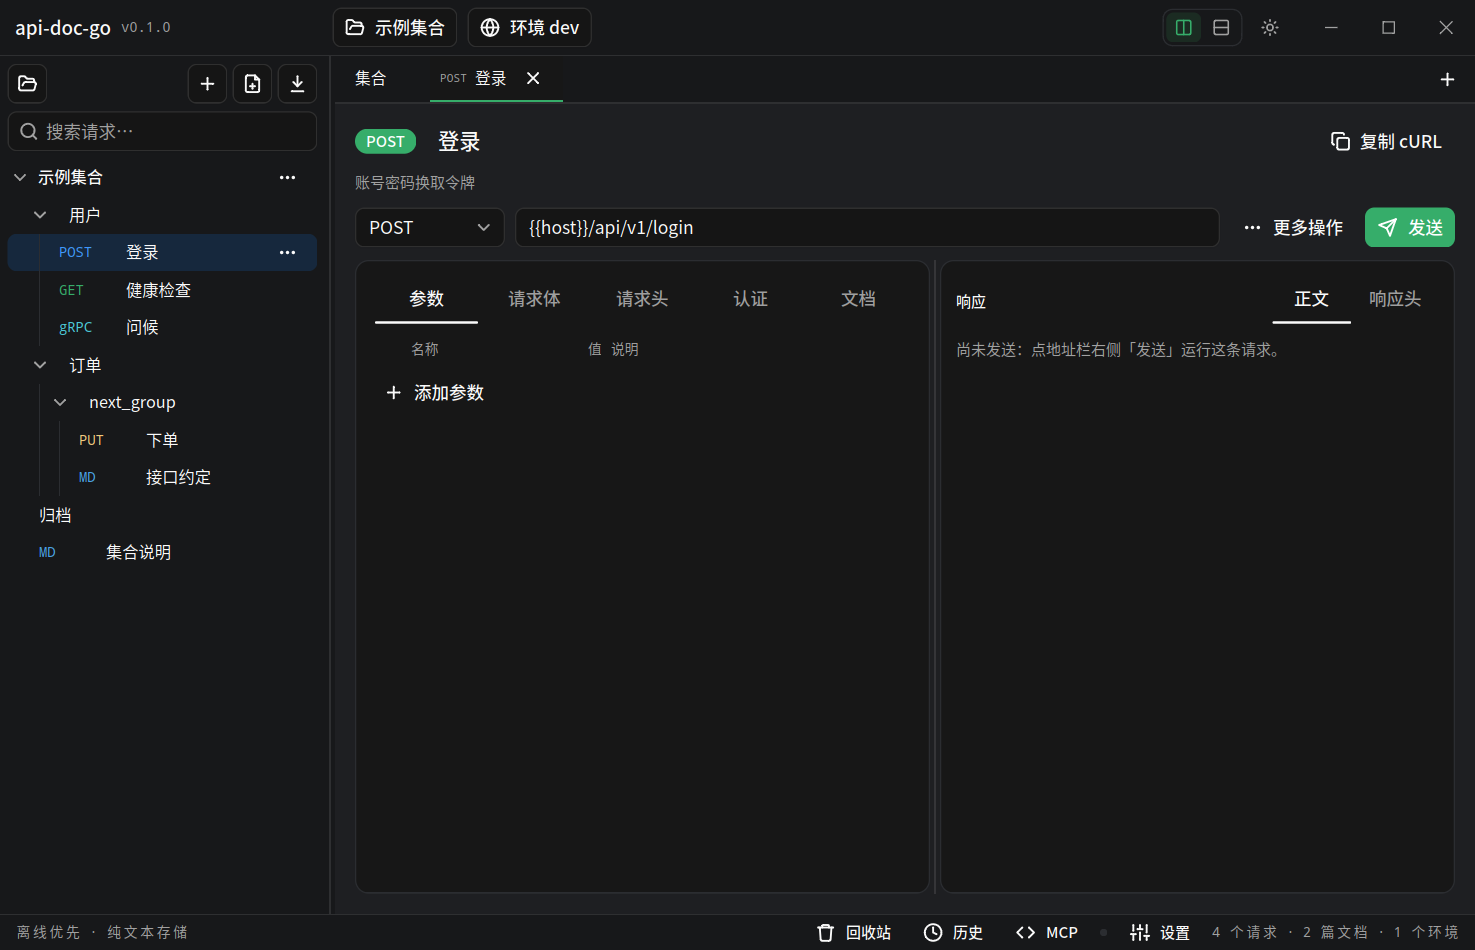 api-doc-go v0.1.0 示例集合 环境 dev
搜索请求…
示例集合
用户
POST 登录
GET 健康检查
gRPC 问候
订单
next_group
PUT 下单
MD 接口约定
归档
MD 集合说明
集合 POST 登录
POST 登录 复制 cURL
账号密码换取令牌
POST {{host}}/api/v1/login 更多操作 发送
参数 请求体 请求头 认证 文档
名称 值 说明
添加参数
响应 正文 响应头
尚未发送：点地址栏右侧「发送」运行这条请求。
离线优先 · 纯文本存储 回收站 历史 MCP 设置 4 个请求 · 2 篇文档 · 1 个环境